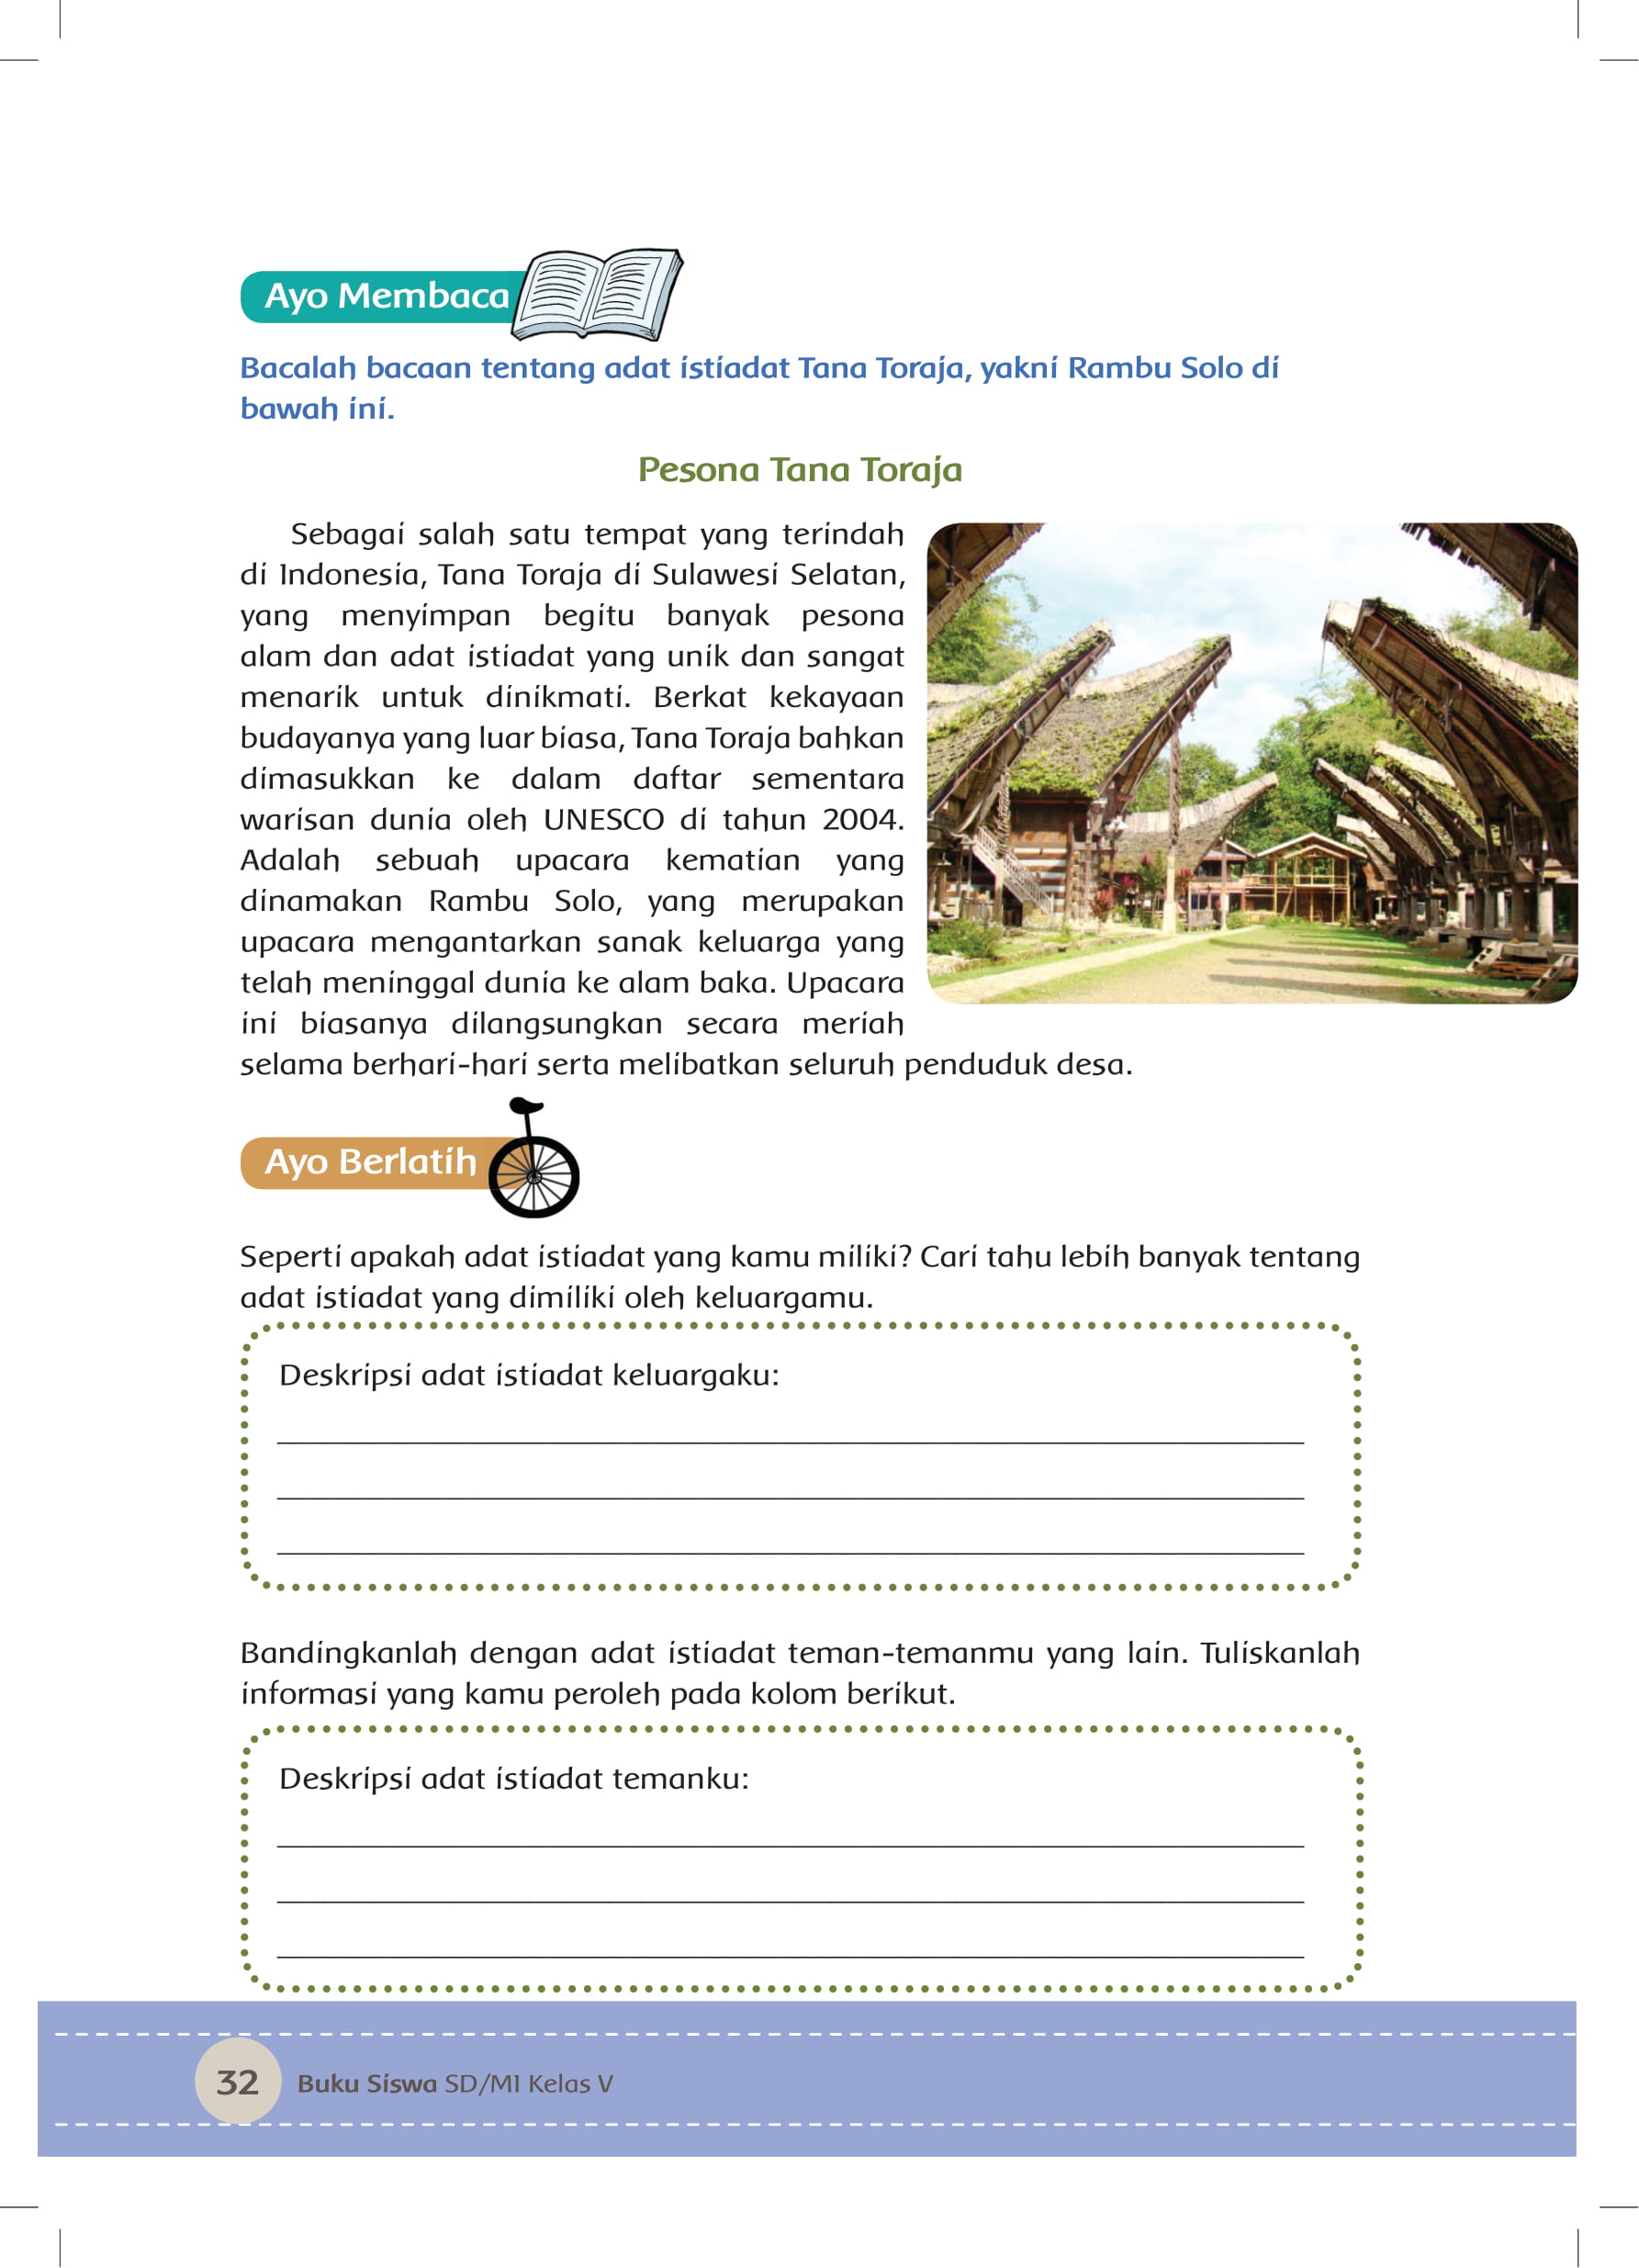 Ayo Membaca
Bacalah bacaan tentang adat istiadat Tana Toraja, yakni Rambu Solo di
bawah ini.
Pesona Tana Toraja
Sebagai salah satu tempat yang terindah
di Indonesia, Tana Toraja di Sulawesi Selatan,
yang menyimpan begitu banyak pesona
alam dan adat istiadat yang unik dan sangat
menarik untuk dinikmati. Berkat kekayaan
budayanya yang luar biasa, Tana Toraja bahkan
dimasukkan ke dalam daftar sementara
warisan dunia oleh UNESCO di tahun 2004.
Adalah sebuah upacara kematian yang
dinamakan Rambu Solo, yang merupakan
upacara mengantarkan sanak keluarga yang
telah meninggal dunia ke alam baka. Upacara
ini biasanya dilangsungkan secara meriah
selama berhari-hari serta melibatkan seluruh penduduk desa.
Ayo Berlatih
Seperti apakah adat istiadat yang kamu miliki? Cari tahu lebih banyak tentang
adat istiadat yang dimiliki oleh keluargamu.
Deskripsi adat istiadat keluargaku:
Bandingkanlah dengan adat istiadat teman-temanmu yang lain. Tuliskanlah
informasi yang kamu peroleh pada kolom berikut.
Deskripsi adat istiadat temanku:
32 Buku Siswa SD/MI Kelas V